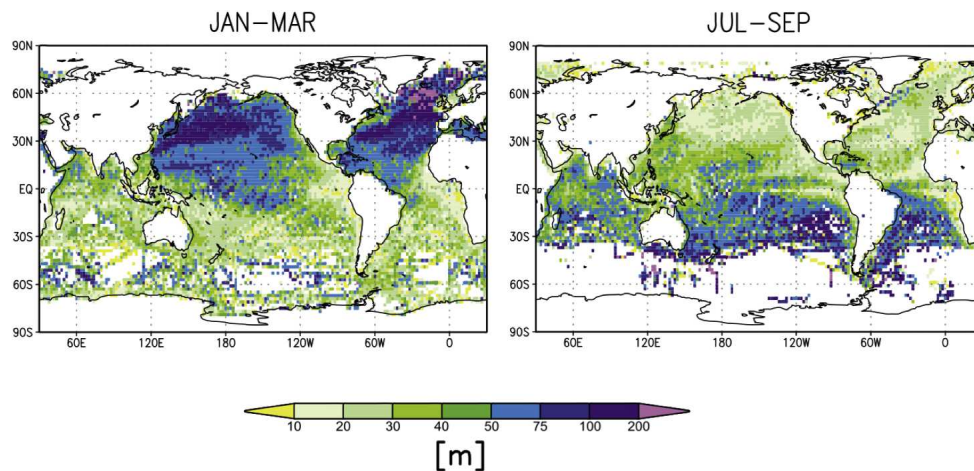 JAN–MAR JUL–SEP
90N 90N
60N 60N
30N 30N
EQ EQ
30S 30S
60S 60S
90S 90S
60E 120E 180 120W 60W 0 60E 120E 180 120W 60W 0
10 20 30 40 50 75 100 200
[m]